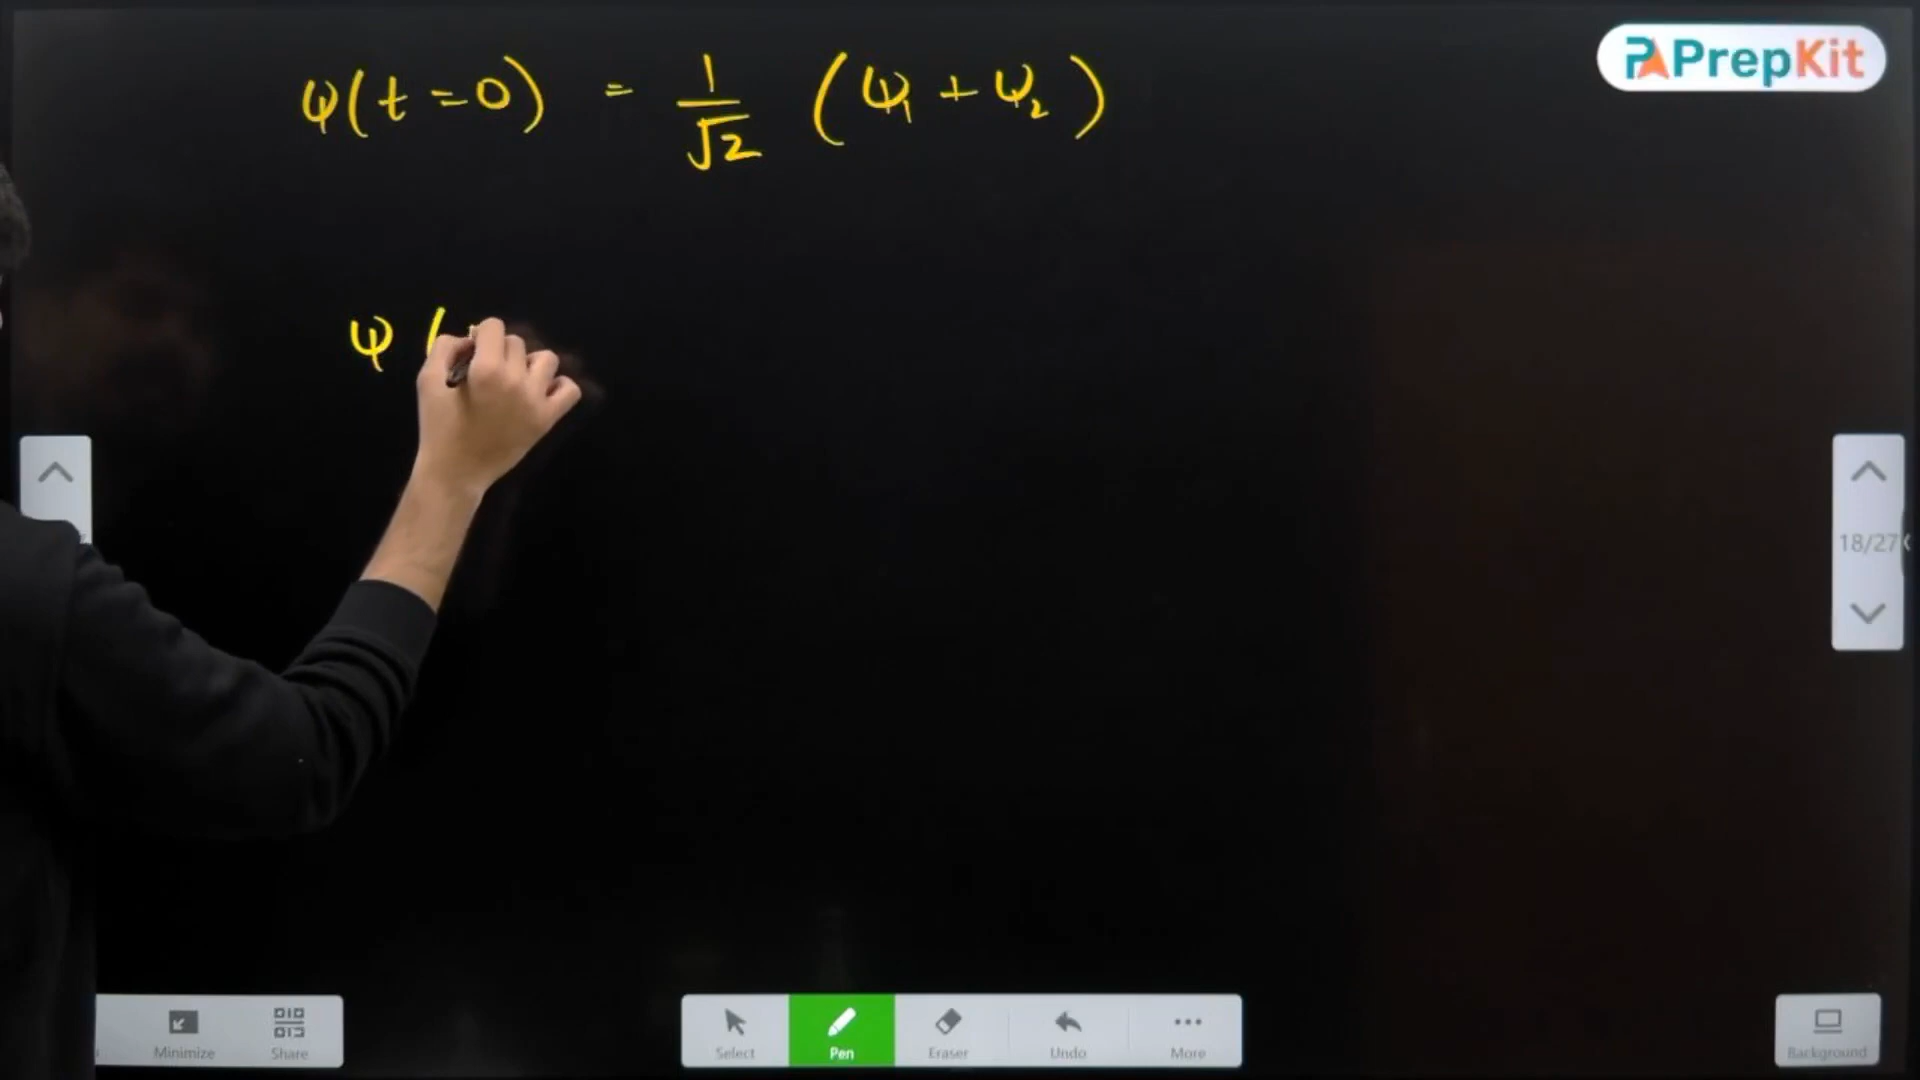 PrepKit
ψ(t=0) = 1/√2 (ψ₁ + ψ₂)
ψ (
18/27
Minimize
Share
Select
Pen
Eraser
Undo
More
Background